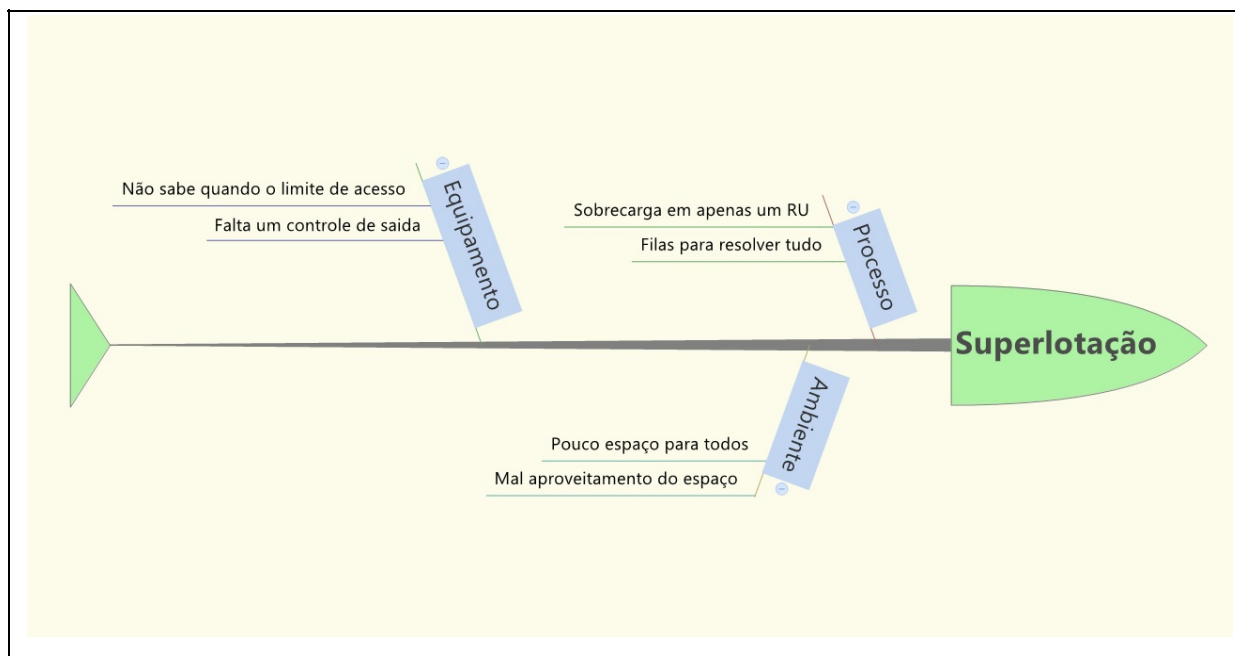 Não sabe quando o limite de acesso
Falta um controle de saida
Equipamento
Sobrecarga em apenas um RU
Filas para resolver tudo
Processo
Superlotação
Pouco espaço para todos
Mal aproveitamento do espaço
Ambiente